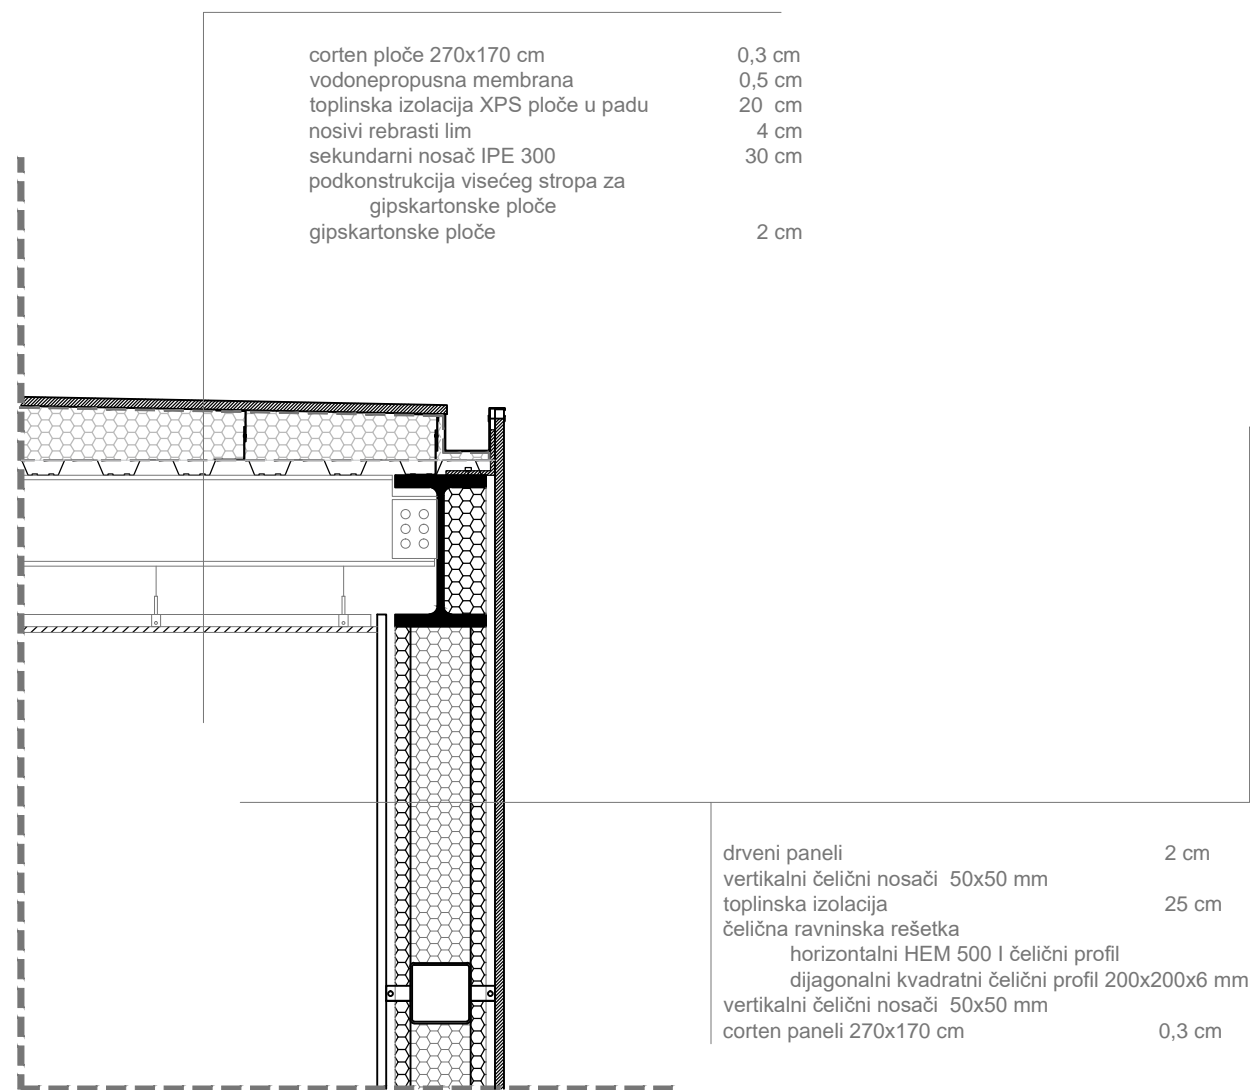 corten ploče 270x170 cm 0,3 cm
vodonepropusna membrana 0,5 cm
toplinska izolacija XPS ploče u padu 20 cm
nosivi rebrasti lim 4 cm
sekundarni nosač IPE 300 30 cm
podkonstrukcija visećeg stropa za
gipskartonske ploče
gipskartonske ploče 2 cm
drveni paneli 2 cm
vertikalni čelični nosači 50x50 mm
toplinska izolacija 25 cm
čelična ravninska rešetka
horizontalni HEM 500 I čelični profil
dijagonalni kvadratni čelični profil 200x200x6 mm
vertikalni čelični nosači 50x50 mm
corten paneli 270x170 cm 0,3 cm